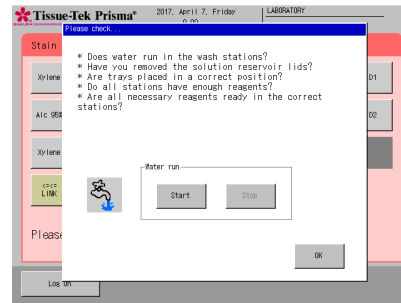 Tissue-Tek Prisma*
SAKURA
2017, April 7, Friday
LABORATORY
Please check...
Stain
* Does water run in the wash stations?
* Have you removed the solution reservoir lids?
* Are trays placed in a correct position?
* Do all stations have enough reagents?
* Are all necessary reagents ready in the correct
stations?
Xylene
D1
Alc 95%
D2
Xylene
Water run
<=<=
LINK
Start
Stop
Please
OK
Log on